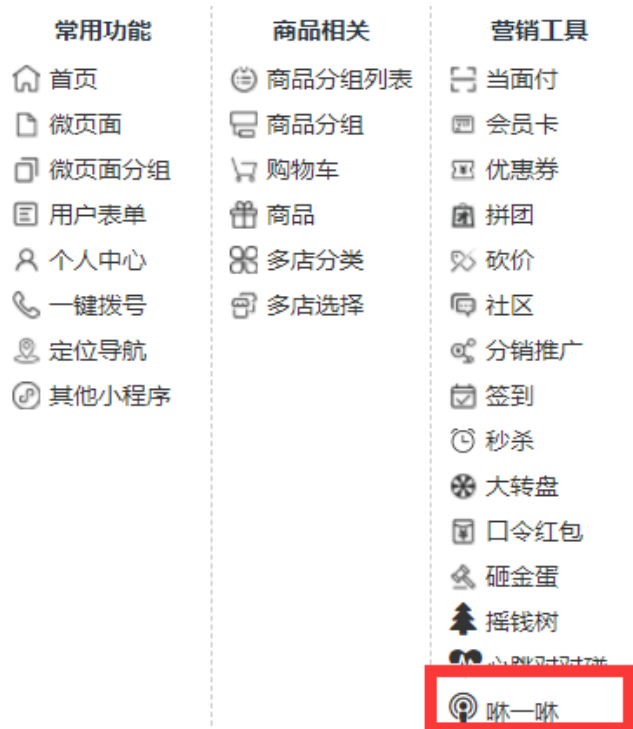 常用功能
首页
微页面
微页面分组
用户表单
个人中心
一键拨号
定位导航
其他小程序
商品相关
商品分组列表
商品分组
购物车
商品
多店分类
多店选择
营销工具
当面付
会员卡
优惠券
拼团
砍价
社区
分销推广
签到
秒杀
大转盘
口令红包
砸金蛋
摇钱树
心跳对对碰
咻一咻